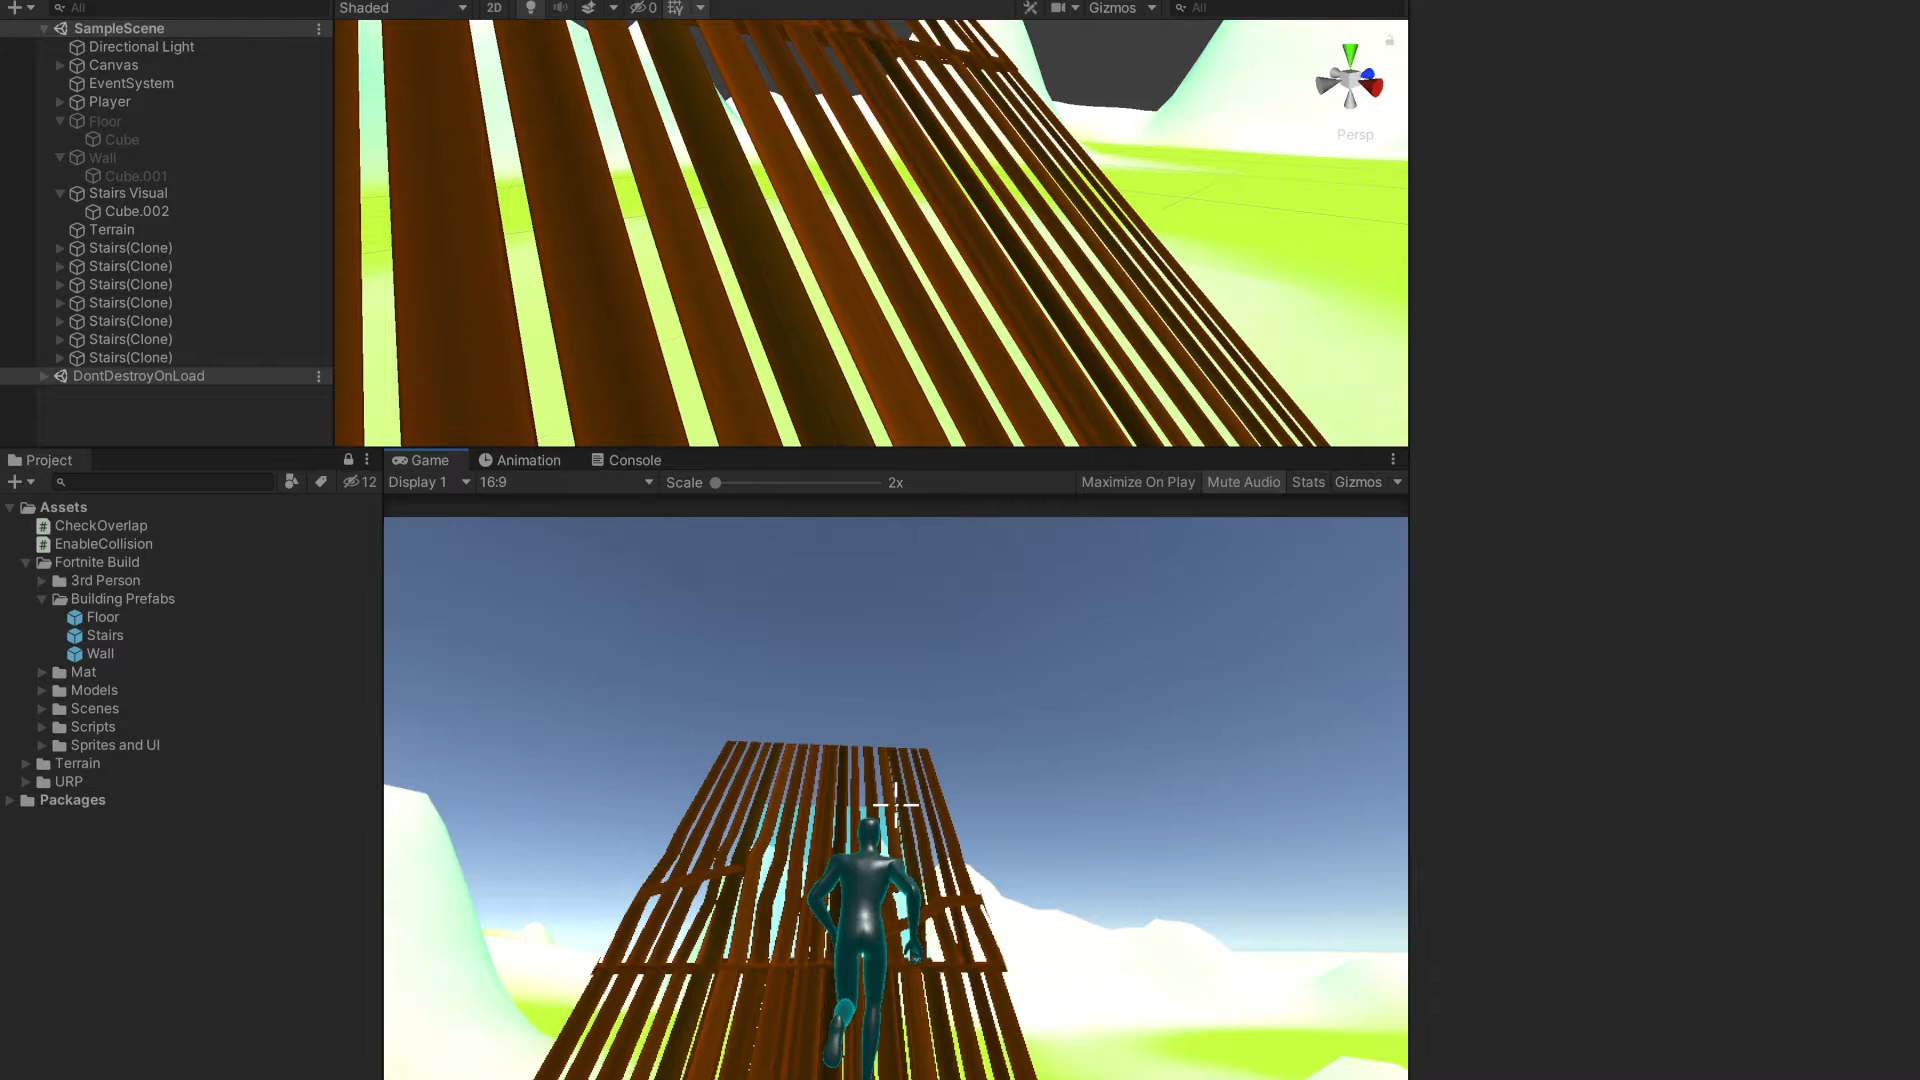 All
Shaded
2D
0
Gizmos
All
SampleScene
Directional Light
Canvas
EventSystem
Player
Floor
Cube
Wall
Cube.001
Stairs Visual
Cube.002
Terrain
Stairs(Clone)
Stairs(Clone)
Stairs(Clone)
Stairs(Clone)
Stairs(Clone)
Stairs(Clone)
Stairs(Clone)
DontDestroyOnLoad
Persp
Project
12
Assets
CheckOverlap
EnableCollision
Fortnite Build
3rd Person
Building Prefabs
Floor
Stairs
Wall
Mat
Models
Scenes
Scripts
Sprites and UI
Terrain
URP
Packages
Game
Animation
Console
Display 1
16:9
Scale
2x
Maximize On Play
Mute Audio
Stats
Gizmos